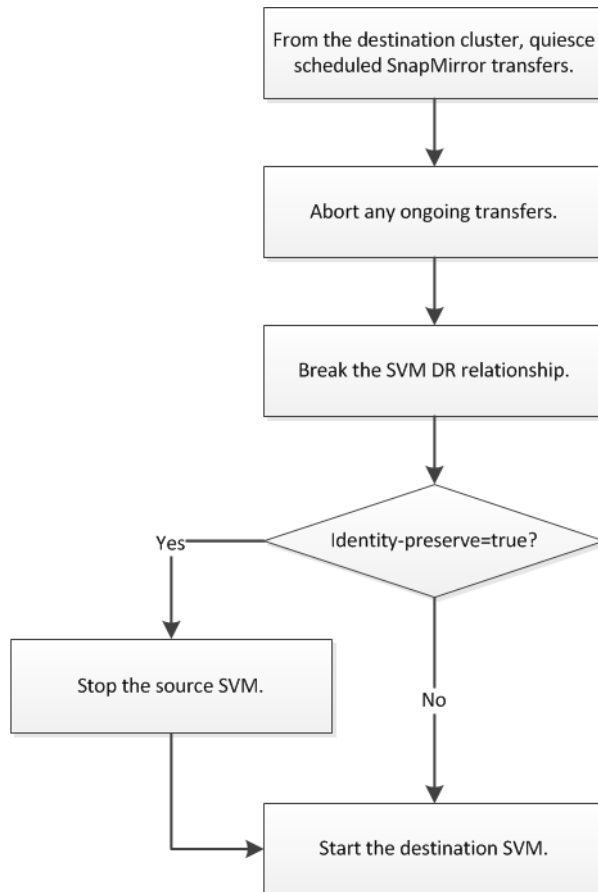 From the destination cluster, quiesce
scheduled SnapMirror transfers.
Abort any ongoing transfers.
Break the SVM DR relationship.
Identity-preserve=true?
Yes
Stop the source SVM.
No
Start the destination SVM.